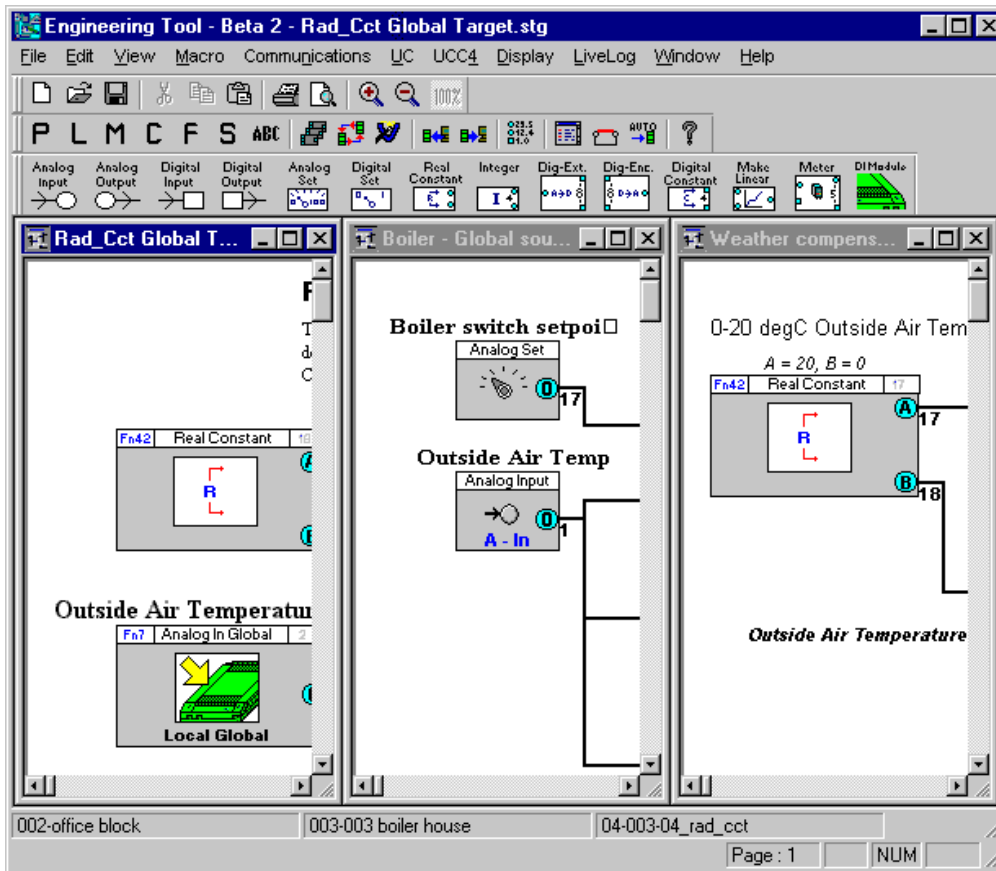 Engineering Tool - Beta 2 - Rad_Cct Global Target.stg
File Edit View Macro Communications UC UCC4 Display LiveLog Window Help
100%
P L M C F S ABC AUTO ?
Analog Input
Analog Output
Digital Input
Digital Output
Analog Set
Digital Set
Real Constant
Integer
Dig-Ext.
Dig-Enc.
Digital Constant
Make Linear
Meter
DI Module
Rad_Cct Global T...
Fn42 Real Constant
R
Outside Air Temperatu
Fn7 Analog In Global 2
Local Global
Boiler - Global sou...
Boiler switch setpoi
Analog Set
O
17
Outside Air Temp
Analog Input
O
1
A - In
Weather compens...
0-20 degC Outside Air Tem
A = 20, B = 0
Fn42 Real Constant 17
A
17
R
B
18
Outside Air Temperature
002-office block
003-003 boiler house
04-003-04_rad_cct
Page : 1
NUM